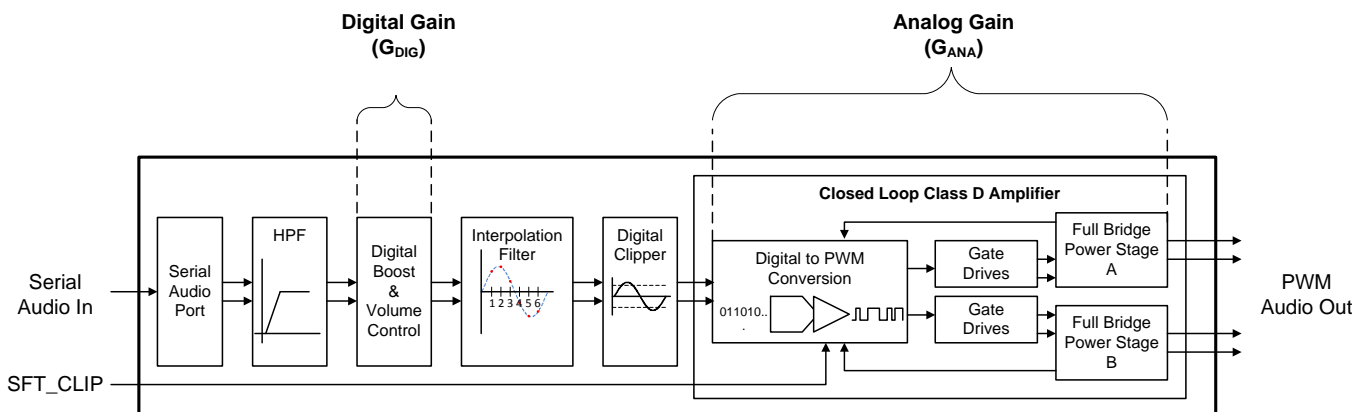 Digital Gain
(GDIG)
Analog Gain
(GANA)
Closed Loop Class D Amplifier
Serial
Audio In
SFT_CLIP
Serial
Audio
Port
HPF
Digital
Boost
&
Volume
Control
Interpolation
Filter
1 2 3 4 5 6
Digital
Clipper
Digital to PWM
Conversion
011010..
.
Gate
Drives
Gate
Drives
Full Bridge
Power Stage
A
Full Bridge
Power Stage
B
PWM
Audio Out